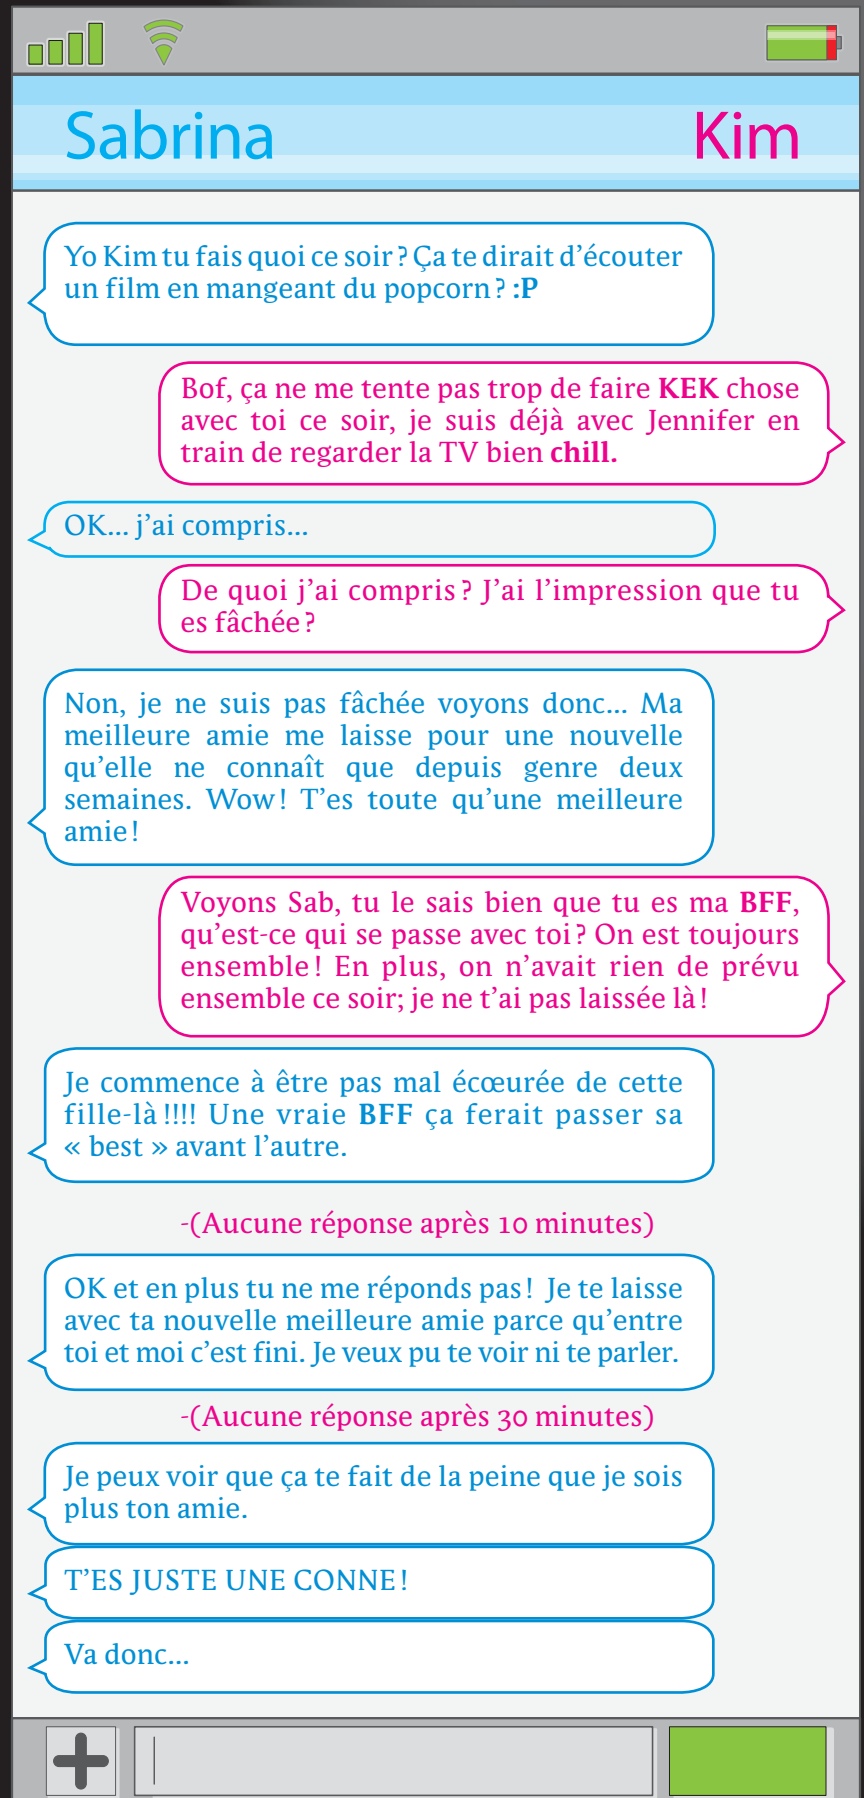 Sabrina
Kim
Yo Kim tu fais quoi ce soir ? Ça te dirait d’écouter
un film en mangeant du popcorn ? :P
Bof, ça ne me tente pas trop de faire KEK chose
avec toi ce soir, je suis déjà avec Jennifer en
train de regarder la TV bien chill.
OK... j’ai compris...
De quoi j’ai compris ? J’ai l’impression que tu
es fâchée ?
Non, je ne suis pas fâchée voyons donc... Ma
meilleure amie me laisse pour une nouvelle
qu’elle ne connaît que depuis genre deux
semaines. Wow ! T’es toute qu’une meilleure
amie !
Voyons Sab, tu le sais bien que tu es ma BFF,
qu’est-ce qui se passe avec toi ? On est toujours
ensemble ! En plus, on n’avait rien de prévu
ensemble ce soir; je ne t’ai pas laissée là !
Je commence à être pas mal écœurée de cette
fille-là !!!! Une vraie BFF ça ferait passer sa
« best » avant l’autre.
-(Aucune réponse après 10 minutes)
OK et en plus tu ne me réponds pas ! Je te laisse
avec ta nouvelle meilleure amie parce qu’entre
toi et moi c’est fini. Je veux pu te voir ni te parler.
-(Aucune réponse après 30 minutes)
Je peux voir que ça te fait de la peine que je sois
plus ton amie.
T’ES JUSTE UNE CONNE !
Va donc...